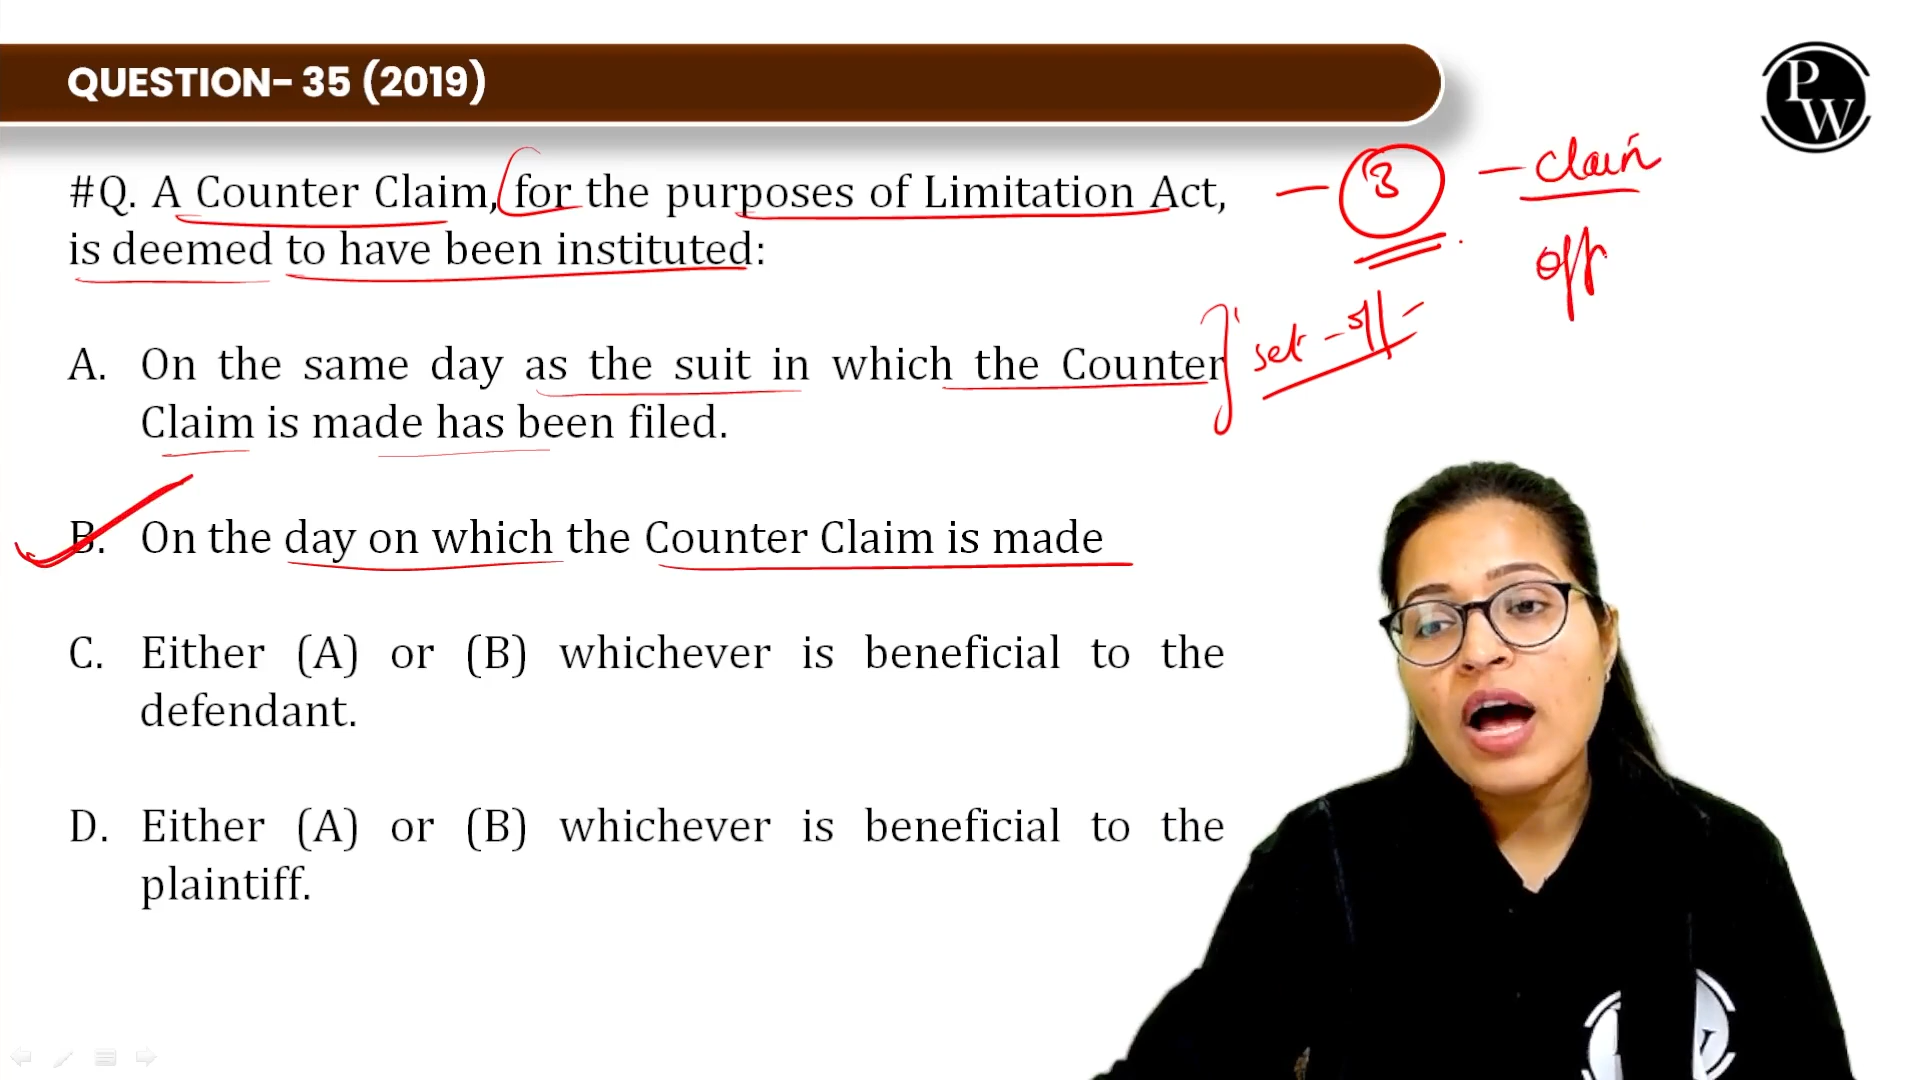 QUESTION- 35 (2019)
PW
#Q. A Counter Claim, for the purposes of Limitation Act,
is deemed to have been instituted:
- 3 - claim
off
set-off -
A. On the same day as the suit in which the Counter
Claim is made has been filed.
B. On the day on which the Counter Claim is made
C. Either (A) or (B) whichever is beneficial to the
defendant.
D. Either (A) or (B) whichever is beneficial to the
plaintiff.